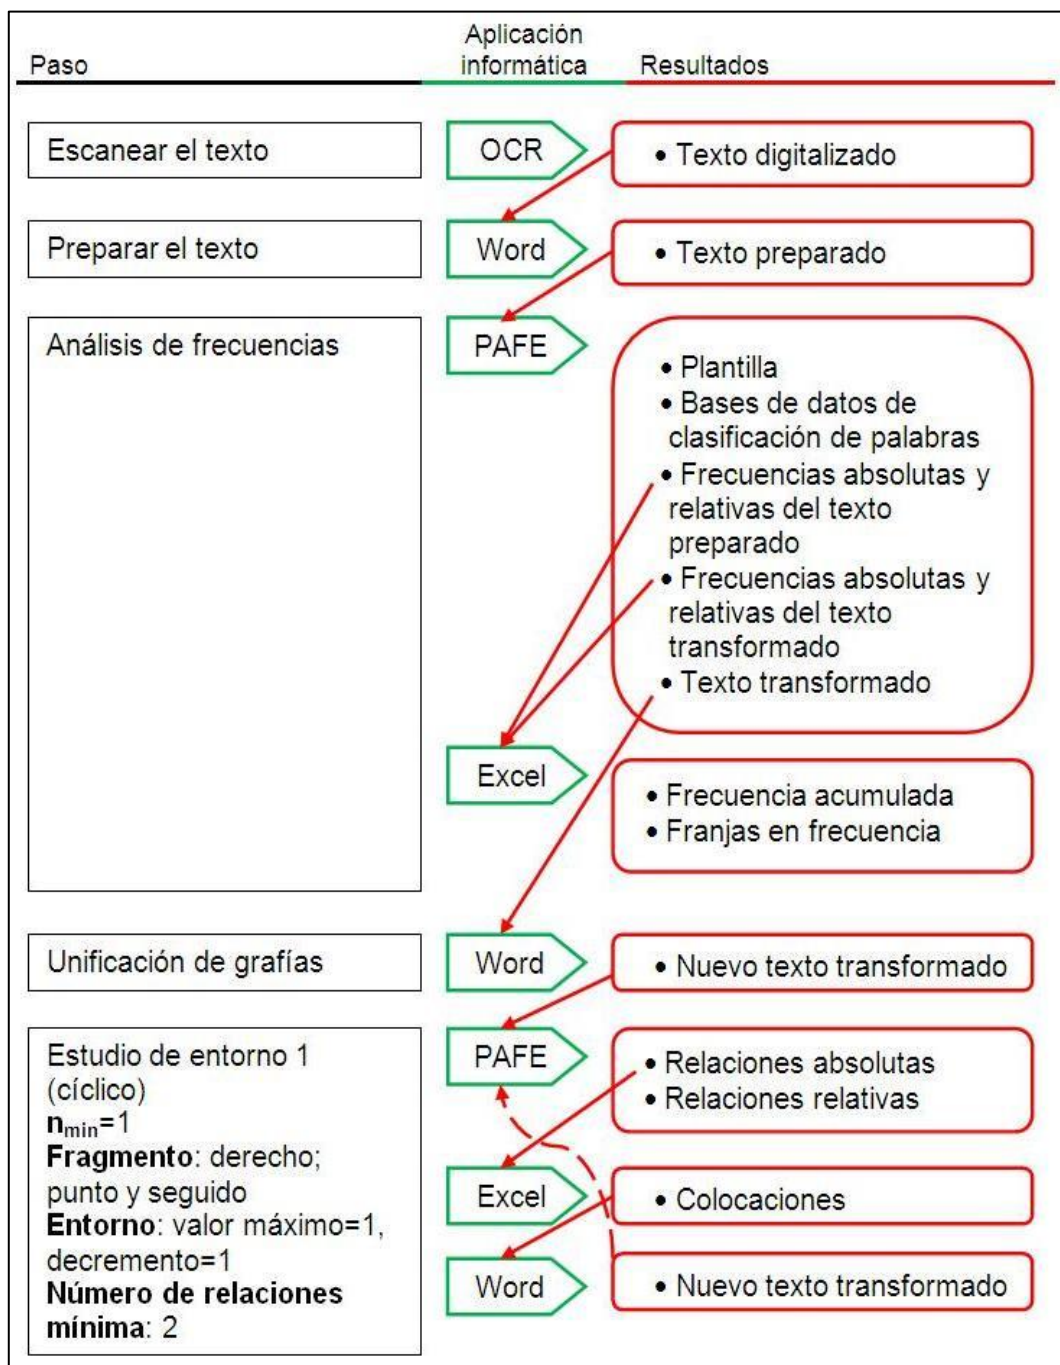 Paso
Aplicación
informática
Resultados
Escanear el texto
OCR
• Texto digitalizado
Preparar el texto
Word
• Texto preparado
Análisis de frecuencias
PAFE
• Plantilla
• Bases de datos de
clasificación de palabras
• Frecuencias absolutas y
relativas del texto
preparado
• Frecuencias absolutas y
relativas del texto
transformado
• Texto transformado
Excel
• Frecuencia acumulada
• Franjas en frecuencia
Unificación de grafías
Word
• Nuevo texto transformado
Estudio de entorno 1
(cíclico)
nmin=1
Fragmento: derecho;
punto y seguido
Entorno: valor máximo=1,
decremento=1
Número de relaciones
mínima: 2
PAFE
• Relaciones absolutas
• Relaciones relativas
Excel
• Colocaciones
Word
• Nuevo texto transformado